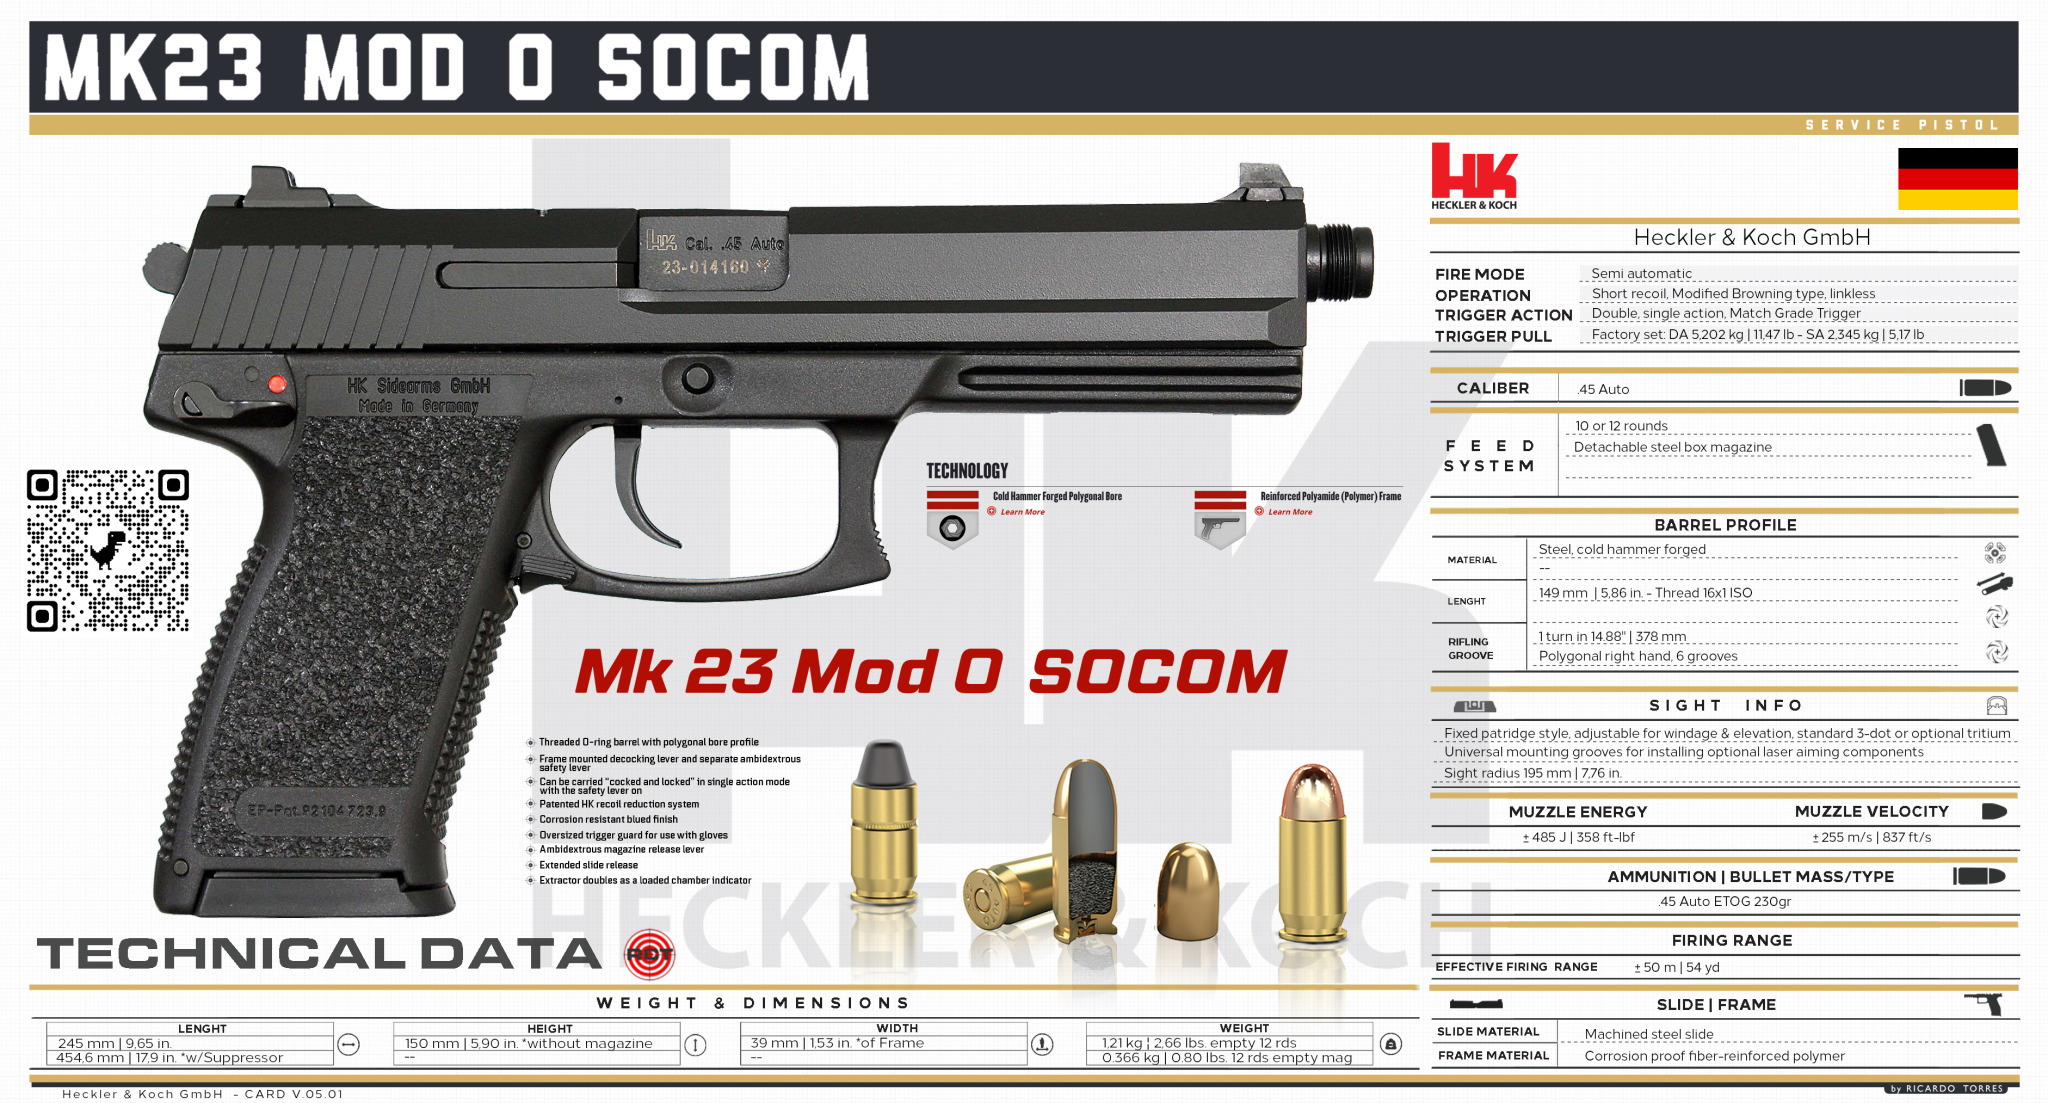 MK23 MOD 0 SOCOM
SERVICE PISTOL
HK Cal. .45 Auto
23-014160
HK Sidearms GmbH
Made in Germany
EP-Pat.92104723.9
TECHNOLOGY
Cold Hammer Forged Polygonal Bore
Learn More
Reinforced Polyamide (Polymer) Frame
Learn More
Mk 23 Mod 0 SOCOM
Threaded O-ring barrel with polygonal bore profile
Frame mounted decocking lever and separate ambidextrous
safety lever
Can be carried "cocked and locked" in single action mode
with the safety lever on
Patented HK recoil reduction system
Corrosion resistant blued finish
Oversized trigger guard for use with gloves
Ambidextrous magazine release lever
Extended slide release
Extractor doubles as a loaded chamber indicator
HK
HECKLER & KOCH
TECHNICAL DATA
RDT
WEIGHT & DIMENSIONS
LENGHT
245 mm | 9,65 in.
454,6 mm | 17,9 in. *w/Suppressor
HEIGHT
150 mm | 5,90 in. *without magazine
--
WIDTH
39 mm | 1,53 in. *of Frame
--
WEIGHT
1,21 kg ¦ 2,66 lbs. empty 12 rds
0.366 kg | 0.80 lbs. 12 rds empty mag
HK
HECKLER & KOCH
Heckler & Koch GmbH
FIRE MODE Semi automatic
OPERATION Short recoil, Modified Browning type, linkless
TRIGGER ACTION Double, single action, Match Grade Trigger
TRIGGER PULL Factory set: DA 5,202 kg | 11,47 lb - SA 2,345 kg | 5,17 lb
CALIBER .45 Auto
FEED SYSTEM
10 or 12 rounds
Detachable steel box magazine
BARREL PROFILE
MATERIAL Steel, cold hammer forged
--
LENGHT 149 mm | 5,86 in. - Thread 16x1 ISO
RIFLING 1 turn in 14.88" | 378 mm
GROOVE Polygonal right hand, 6 grooves
SIGHT INFO
Fixed patridge style, adjustable for windage & elevation, standard 3-dot or optional tritium
Universal mounting grooves for installing optional laser aiming components
Sight radius 195 mm | 7,76 in.
MUZZLE ENERGY MUZZLE VELOCITY
± 485 J | 358 ft-lbf ± 255 m/s | 837 ft/s
AMMUNITION | BULLET MASS/TYPE
.45 Auto ETOG 230gr
FIRING RANGE
EFFECTIVE FIRING RANGE ± 50 m | 54 yd
SLIDE | FRAME
SLIDE MATERIAL Machined steel slide
FRAME MATERIAL Corrosion proof fiber-reinforced polymer
Heckler & Koch GmbH - CARD V.05.01
by RICARDO TORRES